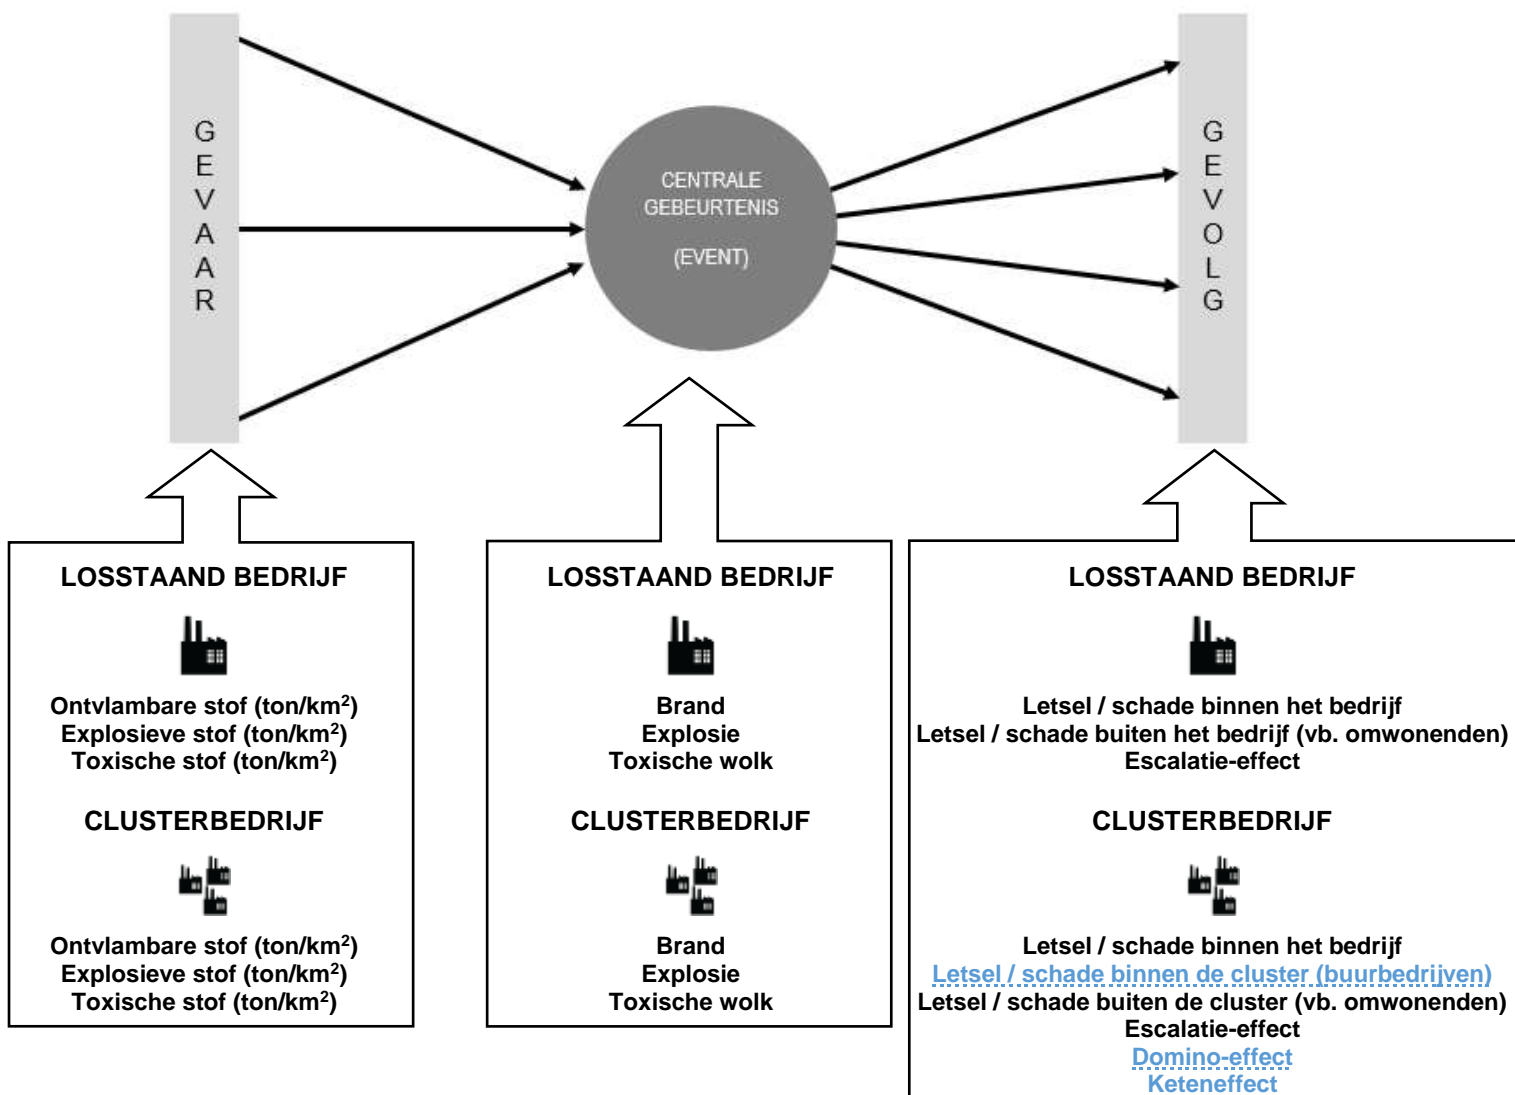 GEVAAR
CENTRALE
GEBEURTENIS
(EVENT)
GEVOLG
LOSSTAAND BEDRIJF
Ontvlambare stof (ton/km²)
Explosieve stof (ton/km²)
Toxische stof (ton/km²)
CLUSTERBEDRIJF
Ontvlambare stof (ton/km²)
Explosieve stof (ton/km²)
Toxische stof (ton/km²)
LOSSTAAND BEDRIJF
Brand
Explosie
Toxische wolk
CLUSTERBEDRIJF
Brand
Explosie
Toxische wolk
LOSSTAAND BEDRIJF
Letsel / schade binnen het bedrijf
Letsel / schade buiten het bedrijf (vb. omwonenden)
Escalatie-effect
CLUSTERBEDRIJF
Letsel / schade binnen het bedrijf
Letsel / schade binnen de cluster (buurbedrijven)
Letsel / schade buiten de cluster (vb. omwonenden)
Escalatie-effect
Domino-effect
Keteneffect